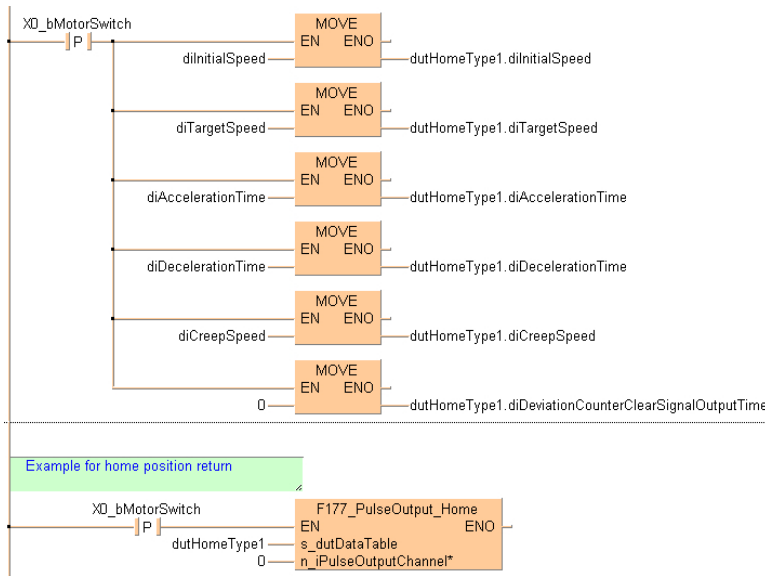 X0_bMotorSwitch
P
MOVE
EN ENO
diInitialSpeed
dutHomeType1.diInitialSpeed
MOVE
EN ENO
diTargetSpeed
dutHomeType1.diTargetSpeed
MOVE
EN ENO
diAccelerationTime
dutHomeType1.diAccelerationTime
MOVE
EN ENO
diDecelerationTime
dutHomeType1.diDecelerationTime
MOVE
EN ENO
diCreepSpeed
dutHomeType1.diCreepSpeed
MOVE
EN ENO
0
dutHomeType1.diDeviationCounterClearSignalOutputTime
Example for home position return
X0_bMotorSwitch
P
F177_PulseOutput_Home
EN ENO
dutHomeType1
s_dutDataTable
0
n_iPulseOutputChannel*